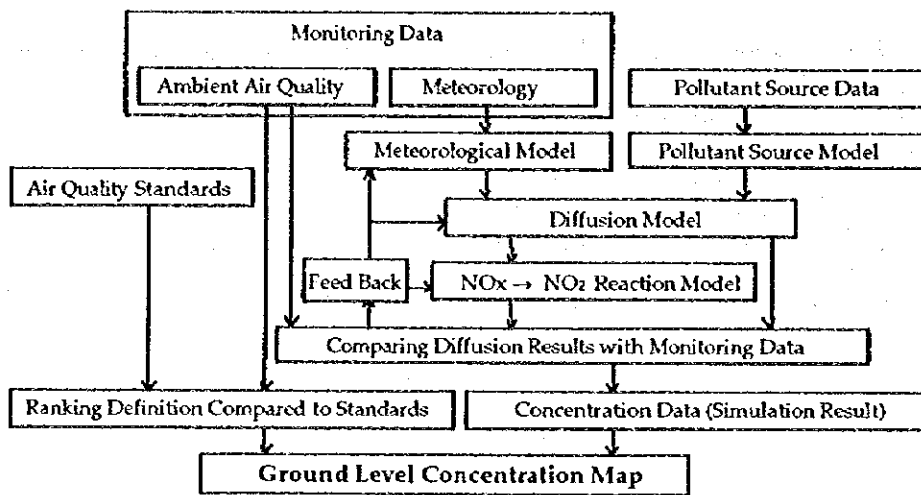 Monitoring Data
Ambient Air Quality
Meteorology
Pollutant Source Data
Meteorological Model
Pollutant Source Model
Air Quality Standards
Diffusion Model
Feed Back
NOx → NO₂ Reaction Model
Comparing Diffusion Results with Monitoring Data
Ranking Definition Compared to Standards
Concentration Data (Simulation Result)
Ground Level Concentration Map